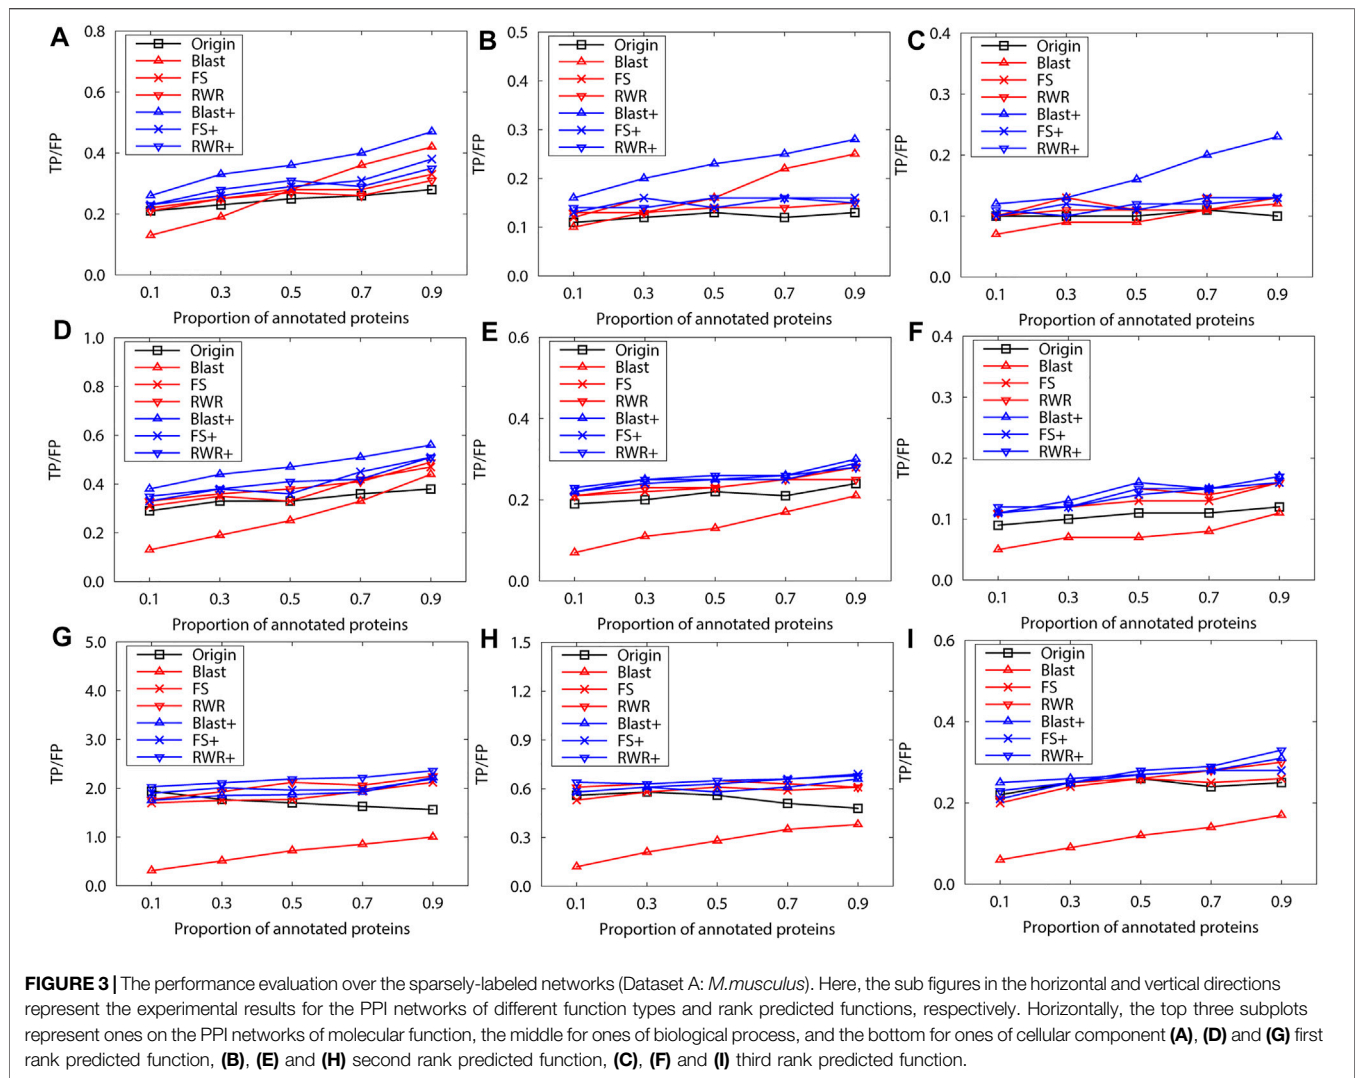 A
0.8
0.6
0.4
0.2
0.0
TP/FP
Origin
Blast
FS
RWR
Blast+
FS+
RWR+
0.1 0.3 0.5 0.7 0.9
Proportion of annotated proteins
B
0.5
0.4
0.3
0.2
0.1
0.0
TP/FP
Origin
Blast
FS
RWR
Blast+
FS+
RWR+
0.1 0.3 0.5 0.7 0.9
Proportion of annotated proteins
C
0.4
0.3
0.2
0.1
0.0
TP/FP
Origin
Blast
FS
RWR
Blast+
FS+
RWR+
0.1 0.3 0.5 0.7 0.9
Proportion of annotated proteins
D
1.0
0.8
0.6
0.4
0.2
0.0
TP/FP
Origin
Blast
FS
RWR
Blast+
FS+
RWR+
0.1 0.3 0.5 0.7 0.9
Proportion of annotated proteins
E
0.6
0.4
0.2
0.0
TP/FP
Origin
Blast
FS
RWR
Blast+
FS+
RWR+
0.1 0.3 0.5 0.7 0.9
Proportion of annotated proteins
F
0.4
0.3
0.2
0.1
0.0
TP/FP
Origin
Blast
FS
RWR
Blast+
FS+
RWR+
0.1 0.3 0.5 0.7 0.9
Proportion of annotated proteins
G
5.0
4.0
3.0
2.0
1.0
0.0
TP/FP
Origin
Blast
FS
RWR
Blast+
FS+
RWR+
0.1 0.3 0.5 0.7 0.9
Proportion of annotated proteins
H
1.5
1.2
0.9
0.6
0.3
0.0
TP/FP
Origin
Blast
FS
RWR
Blast+
FS+
RWR+
0.1 0.3 0.5 0.7 0.9
Proportion of annotated proteins
I
0.6
0.4
0.2
0.0
TP/FP
Origin
Blast
FS
RWR
Blast+
FS+
RWR+
0.1 0.3 0.5 0.7 0.9
Proportion of annotated proteins
FIGURE 3 | The performance evaluation over the sparsely-labeled networks (Dataset A: M.musculus). Here, the sub figures in the horizontal and vertical directions
represent the experimental results for the PPI networks of different function types and rank predicted functions, respectively. Horizontally, the top three subplots
represent ones on the PPI networks of molecular function, the middle for ones of biological process, and the bottom for ones of cellular component (A), (D) and (G) first
rank predicted function, (B), (E) and (H) second rank predicted function, (C), (F) and (I) third rank predicted function.